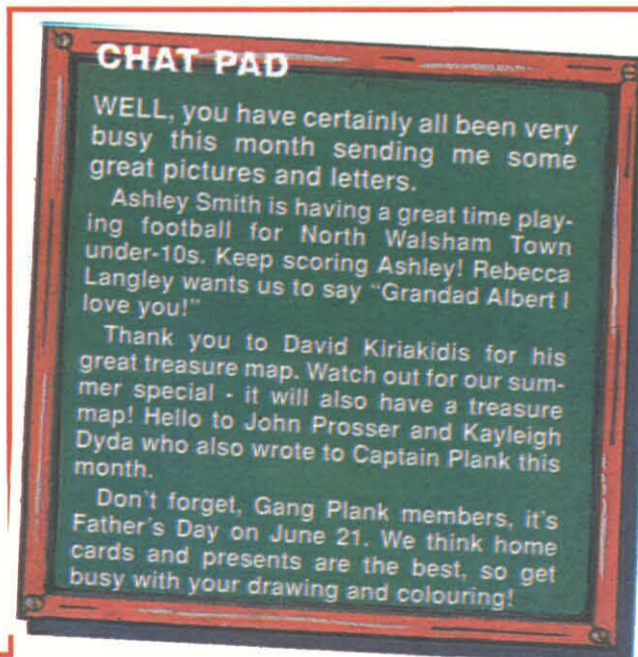 CHAT PAD
WELL, you have certainly all been very
busy this month sending me some
great pictures and letters.
Ashley Smith is having a great time play-
ing football for North Walsham Town
under-10s. Keep scoring Ashley! Rebecca
Langley wants us to say “Grandad Albert I
love you!”
Thank you to David Kiriakidis for his
great treasure map. Watch out for our sum-
mer special - it will also have a treasure
map! Hello to John Prosser and Kayleigh
Dyda who also wrote to Captain Plank this
month.
Don't forget, Gang Plank members, it's
Father's Day on June 21. We think home
cards and presents are the best, so get
busy with your drawing and colouring!